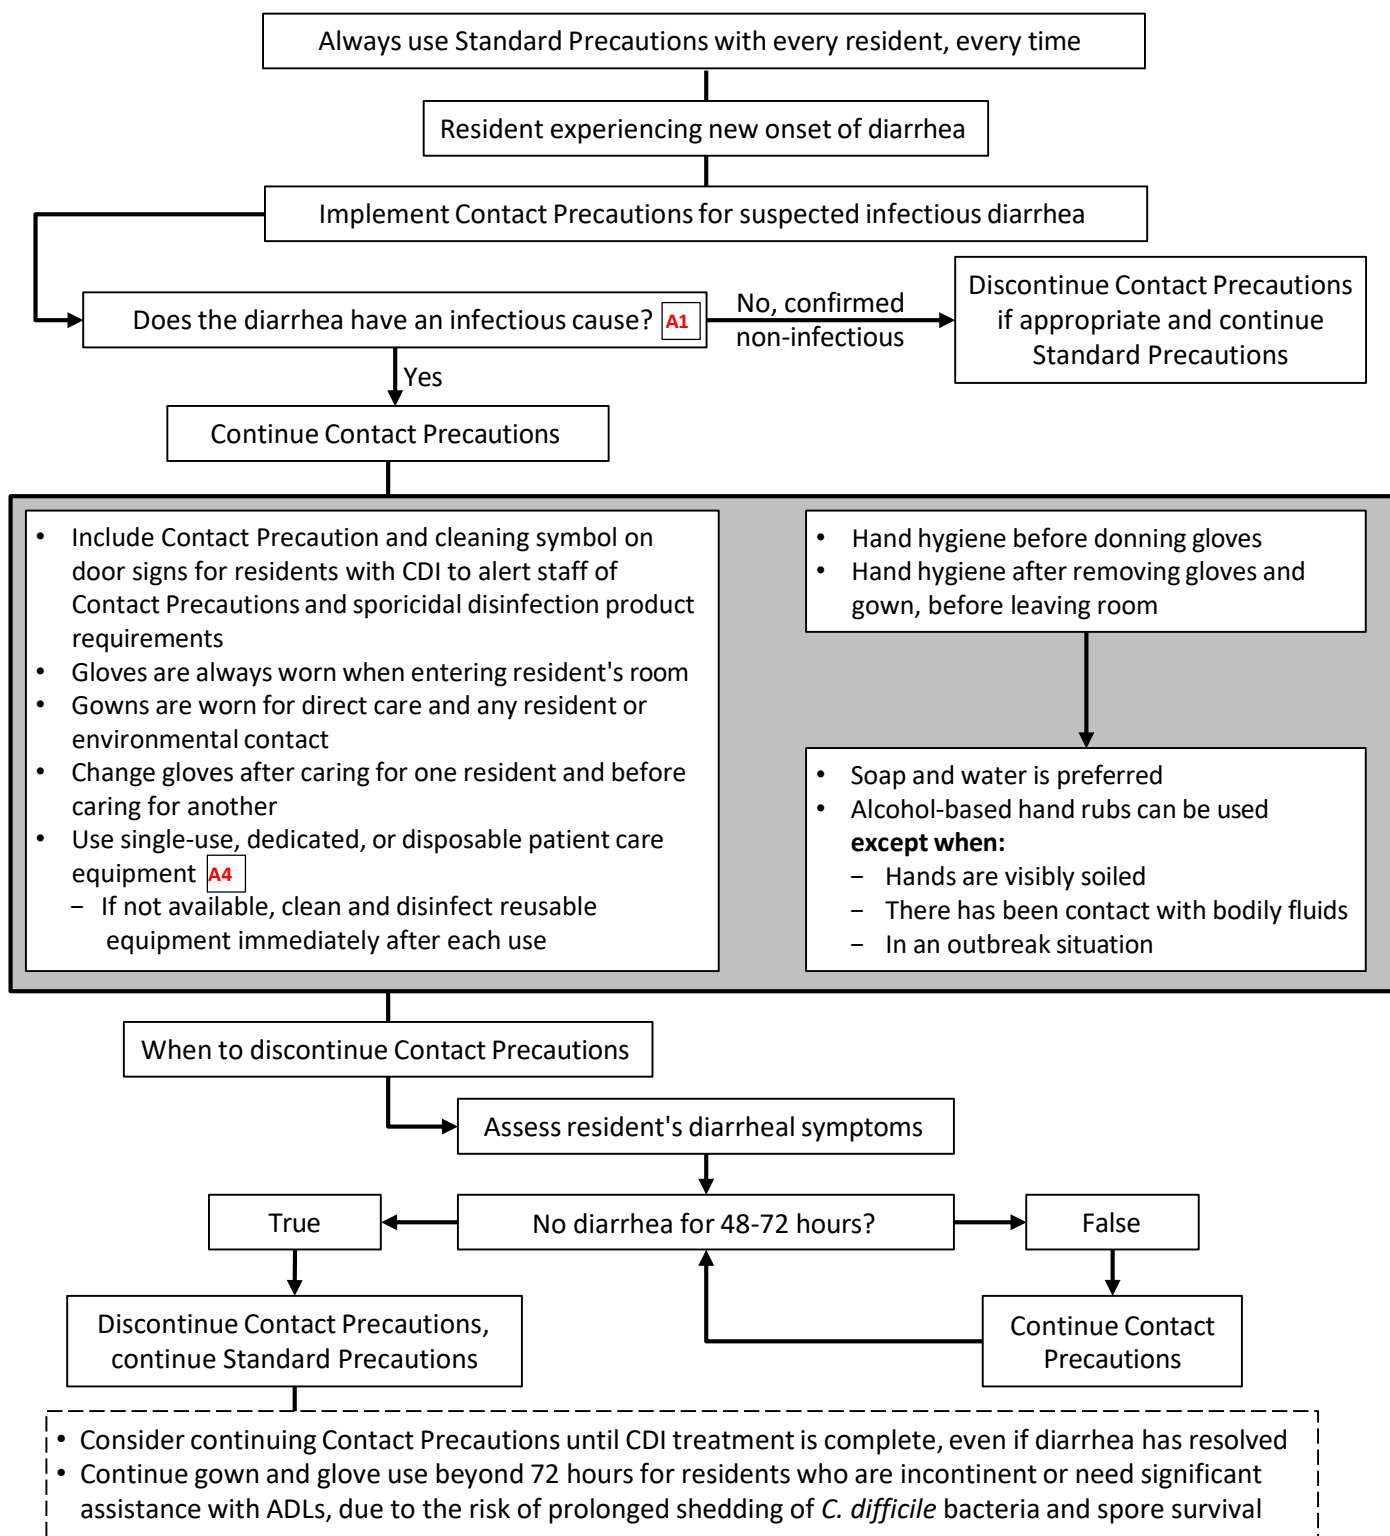 Always use Standard Precautions with every resident, every time
Resident experiencing new onset of diarrhea
Implement Contact Precautions for suspected infectious diarrhea
Does the diarrhea have an infectious cause? A1
No, confirmed
non-infectious
Discontinue Contact Precautions
if appropriate and continue
Standard Precautions
Yes
Continue Contact Precautions
• Include Contact Precaution and cleaning symbol on
door signs for residents with CDI to alert staff of
Contact Precautions and sporicidal disinfection product
requirements
• Gloves are always worn when entering resident's room
• Gowns are worn for direct care and any resident or
environmental contact
• Change gloves after caring for one resident and before
caring for another
• Use single-use, dedicated, or disposable patient care
equipment A4
– If not available, clean and disinfect reusable
equipment immediately after each use
• Hand hygiene before donning gloves
• Hand hygiene after removing gloves and
gown, before leaving room
• Soap and water is preferred
• Alcohol-based hand rubs can be used
except when:
– Hands are visibly soiled
– There has been contact with bodily fluids
– In an outbreak situation
When to discontinue Contact Precautions
Assess resident's diarrheal symptoms
True
No diarrhea for 48-72 hours?
False
Discontinue Contact Precautions,
continue Standard Precautions
Continue Contact
Precautions
• Consider continuing Contact Precautions until CDI treatment is complete, even if diarrhea has resolved
• Continue gown and glove use beyond 72 hours for residents who are incontinent or need significant
assistance with ADLs, due to the risk of prolonged shedding of C. difficile bacteria and spore survival